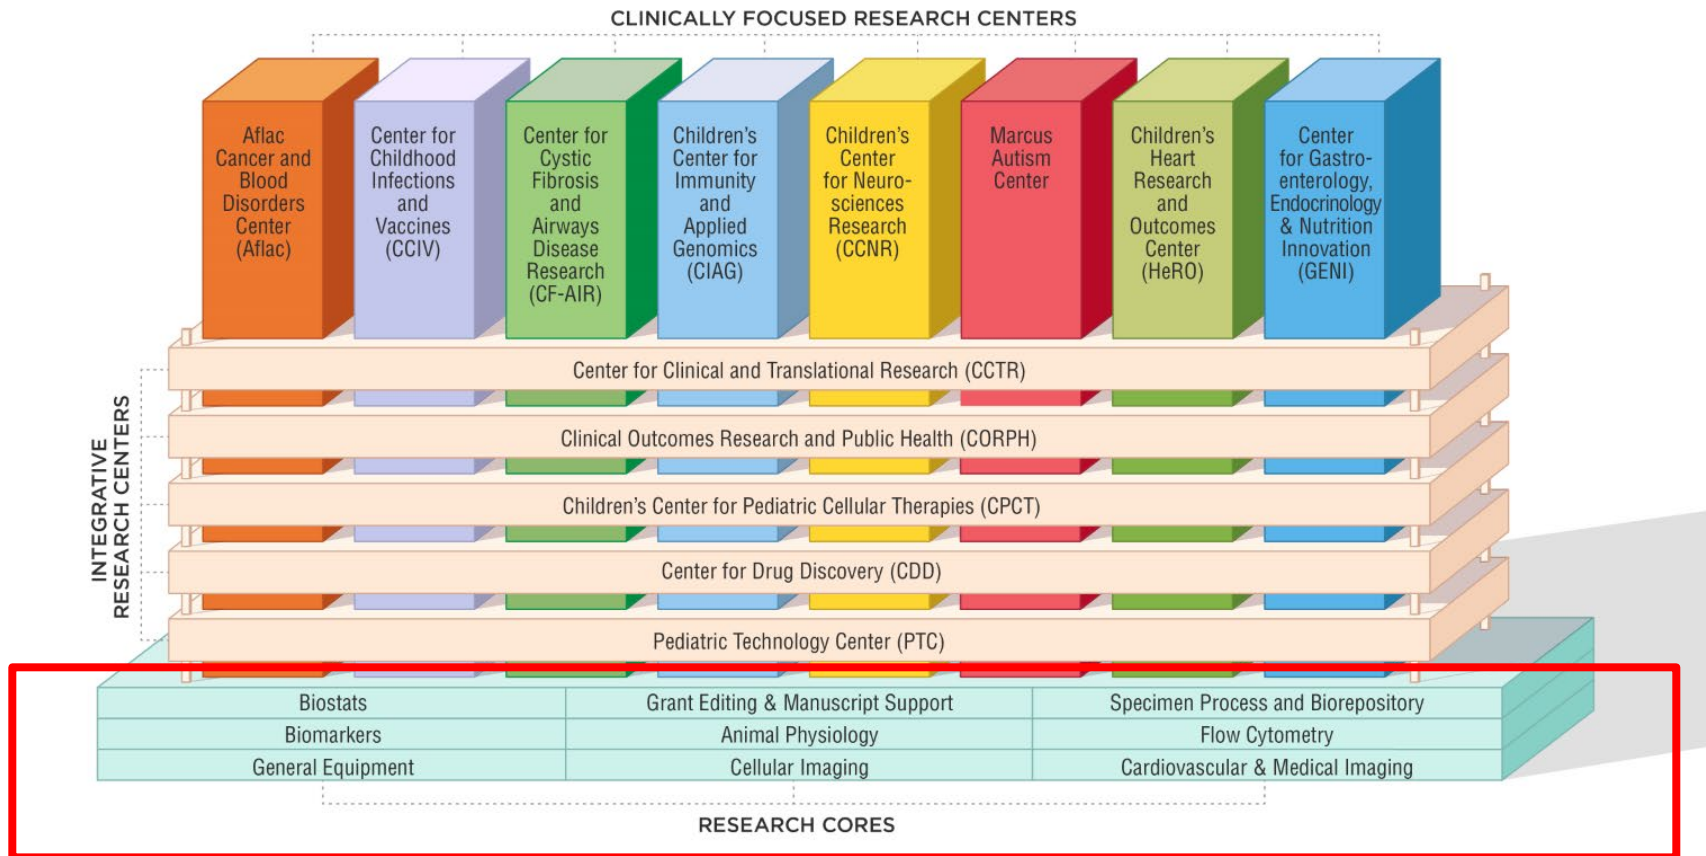 CLINICALLY FOCUSED RESEARCH CENTERS
Aflac
Cancer and
Blood
Disorders
Center
(Aflac)
Center for
Childhood
Infections
and
Vaccines
(CCIV)
Center for
Cystic
Fibrosis
and
Airways
Disease
Research
(CF-AIR)
Children's
Center for
Immunity
and
Applied
Genomics
(CIAG)
Children's
Center
for Neuro-
sciences
Research
(CCNR)
Marcus
Autism
Center
Children's
Heart
Research
and
Outcomes
Center
(HeRO)
Center
for Gastro-
enterology,
Endocrinology
& Nutrition
Innovation
(GENI)
INTEGRATIVE
RESEARCH CENTERS
Center for Clinical and Translational Research (CCTR)
Clinical Outcomes Research and Public Health (CORPH)
Children's Center for Pediatric Cellular Therapies (CPCT)
Center for Drug Discovery (CDD)
Pediatric Technology Center (PTC)
Biostats
Grant Editing & Manuscript Support
Specimen Process and Biorepository
Biomarkers
Animal Physiology
Flow Cytometry
General Equipment
Cellular Imaging
Cardiovascular & Medical Imaging
RESEARCH CORES